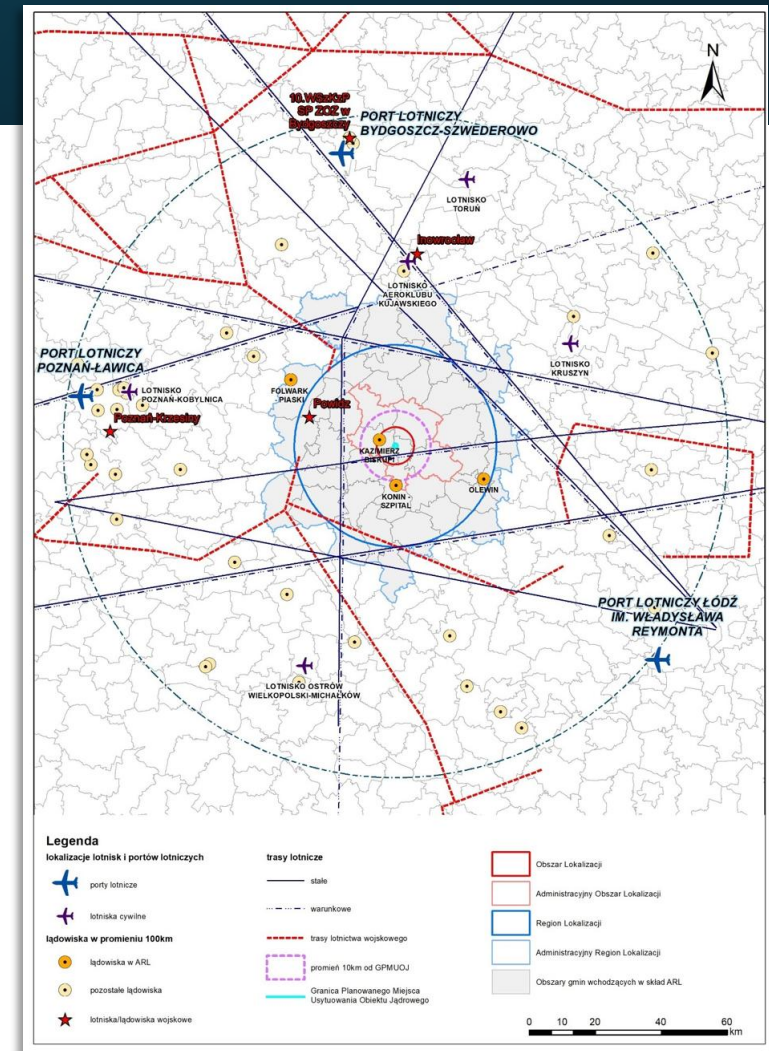 N
10.WSzKzP
SP ZOZ w
Bydgoszczy
PORT LOTNICZY
BYDGOSZCZ-SZWEDEROWO
LOTNISKO
TORUŃ
Inowrocław
LOTNISKO
AEROKLUBU
KUJAWSKIEGO
PORT LOTNICZY
POZNAŃ-ŁAWICA
LOTNISKO
POZNAŃ-KOBYLNICA
Poznań-Krzesiny
FOLWARK
PIASKI
Powidz
LOTNISKO
KRUSZYN
KAZIMIERZ
BISKUPI
KONIN -
SZPITAL
OLEWIN
PORT LOTNICZY ŁÓDŹ
IM. WŁADYSŁAWA
REYMONTA
LOTNISKO OSTRÓW
WIELKOPOLSKI-MICHAŁKÓW
Legenda
lokalizacje lotnisk i portów lotniczych
porty lotnicze
lotniska cywilne
lądowiska w promieniu 100km
lądowiska w ARL
pozostałe lądowiska
lotniska/lądowiska wojskowe
trasy lotnicze
stałe
warunkowe
trasy lotnictwa wojskowego
promień 10km od GPMUOJ
Granica Planowanego Miejsca
Usytuowania Obiektu Jądrowego
Obszar Lokalizacji
Administracyjny Obszar Lokalizacji
Region Lokalizacji
Administracyjny Region Lokalizacji
Obszary gmin wchodzących w skład ARL
0 10 20 40 60
km